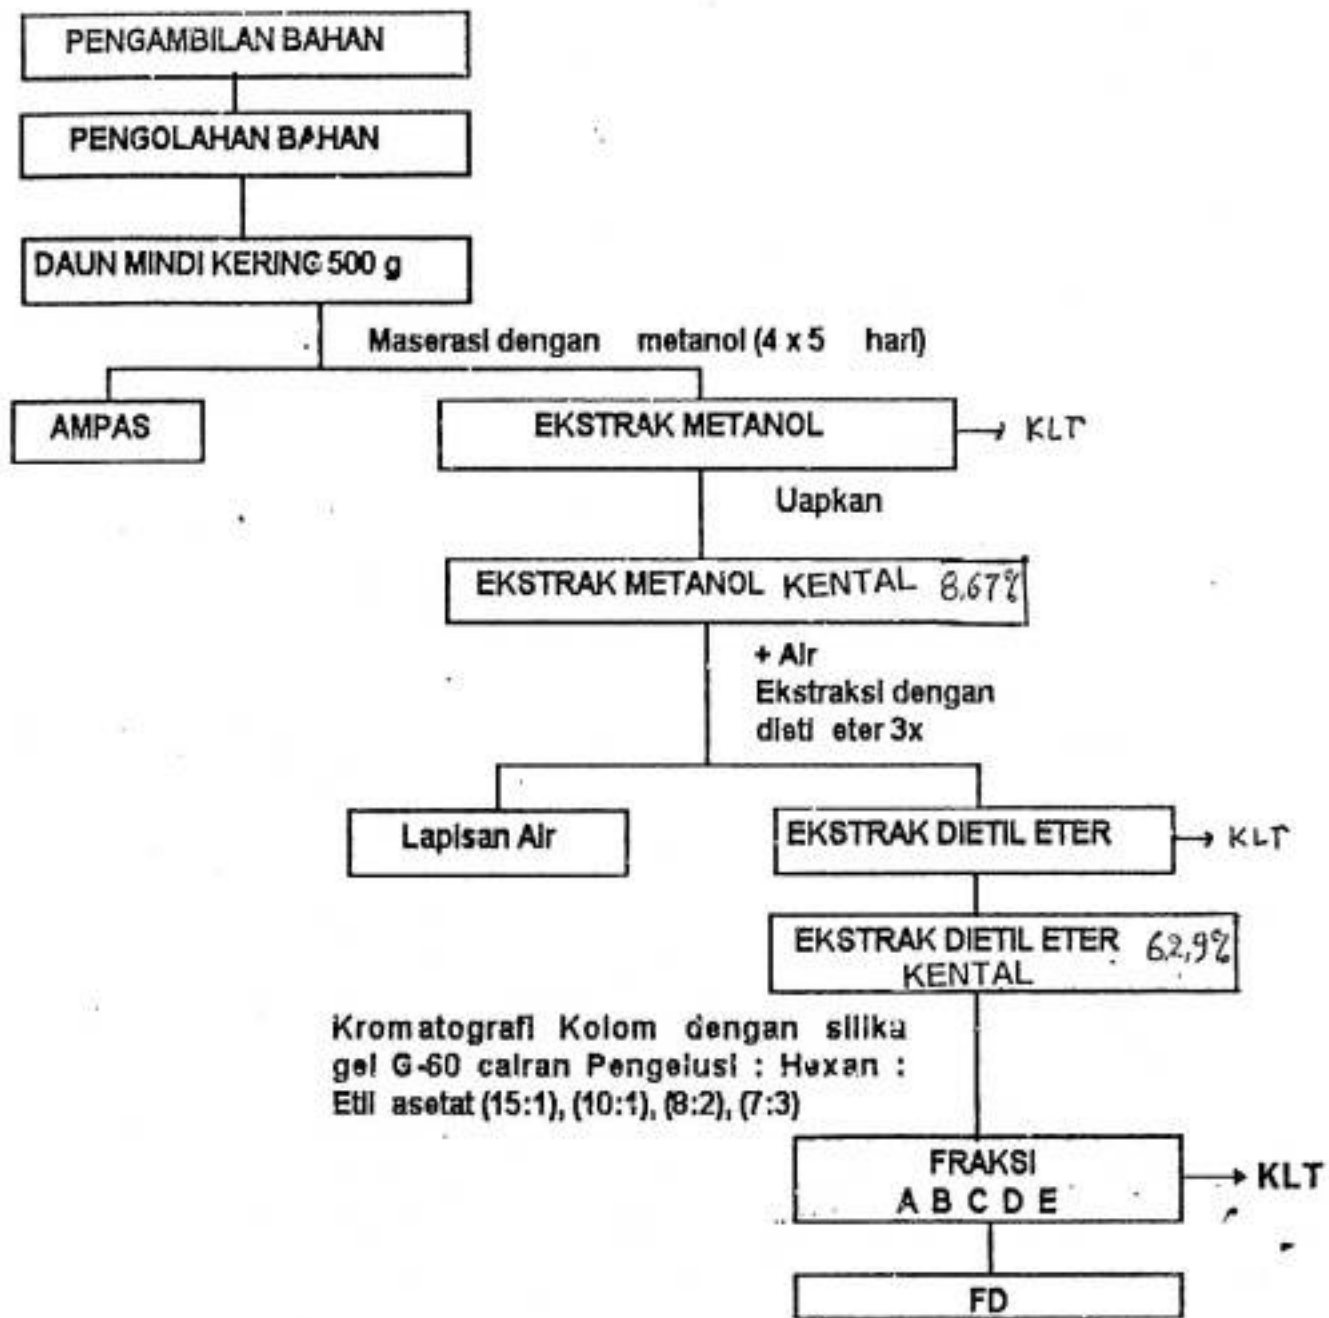 PENGAMBILAN BAHAN
PENGOLAHAN BAHAN
DAUN MINDI KERING 500 g
Maserasi dengan metanol (4 x 5 hari)
AMPAS
EKSTRAK METANOL
→ KLT
Uapkan
EKSTRAK METANOL KENTAL 8,67%
+ Air
Ekstraksi dengan
dieti eter 3x
Lapisan Air
EKSTRAK DIETIL ETER
→ KLT
EKSTRAK DIETIL ETER 62,9%
KENTAL
Kromatografi Kolom dengan silika
gel G-60 cairan Pengelusi : Hexan :
Etil asetat (15:1), (10:1), (8:2), (7:3)
FRAKSI
A B C D E
→ KLT
FD